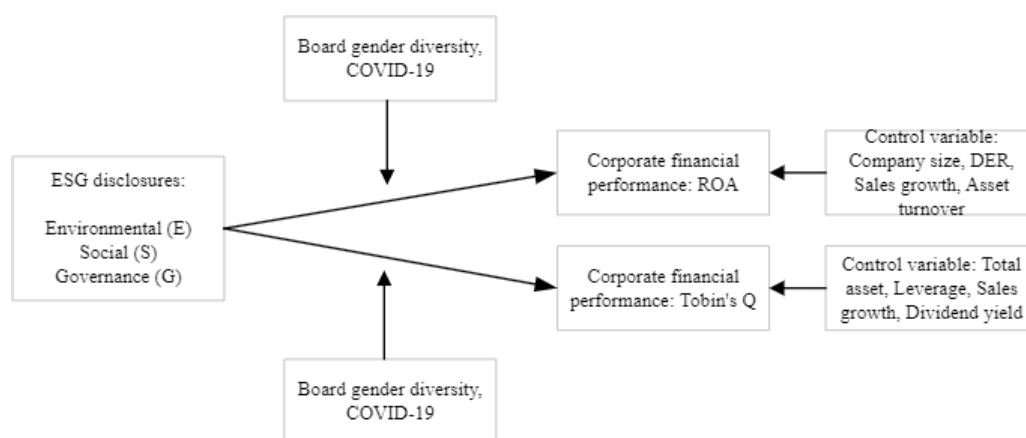 Board gender diversity,
COVID-19
ESG disclosures:
Environmental (E)
Social (S)
Governance (G)
Corporate financial
performance: ROA
Control variable:
Company size, DER,
Sales growth, Asset
turnover
Corporate financial
performance: Tobin's Q
Control variable: Total
asset, Leverage, Sales
growth, Dividend yield
Board gender diversity,
COVID-19